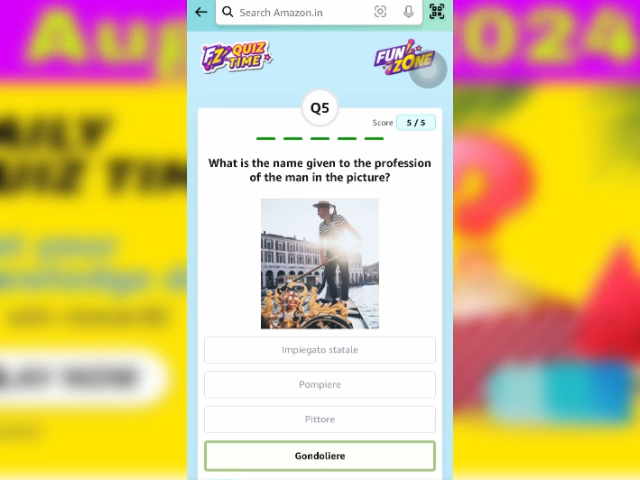 Search Amazon.in
FZ QUIZ
TIME
FUN
ZONE
Q5
Score 5 / 5
What is the name given to the profession
of the man in the picture?
Impiegato statale
Pompiere
Pittore
Gondoliere
2024